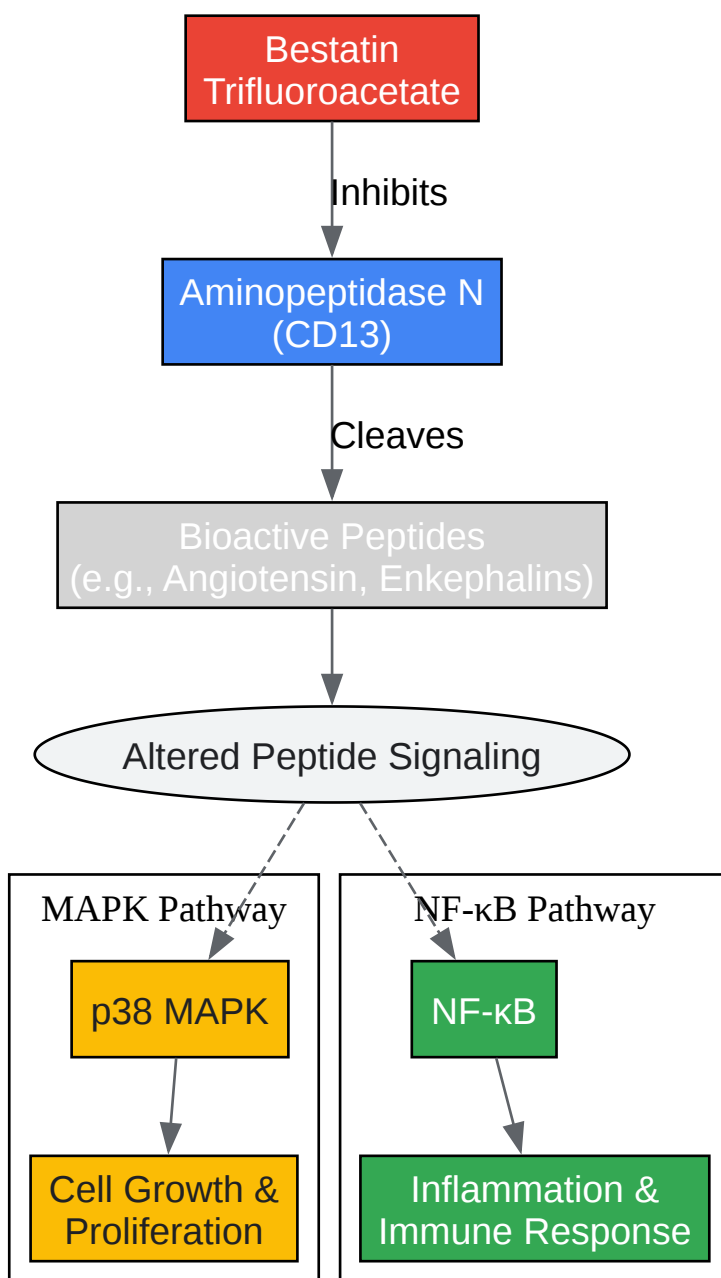 Bestatin
Trifluoroacetate
Inhibits
Aminopeptidase N
(CD13)
Cleaves
Bioactive Peptides
(e.g., Angiotensin, Enkephalins)
Altered Peptide Signaling
MAPK Pathway
NF-κB Pathway
p38 MAPK
NF-κB
Cell Growth &
Proliferation
Inflammation &
Immune Response